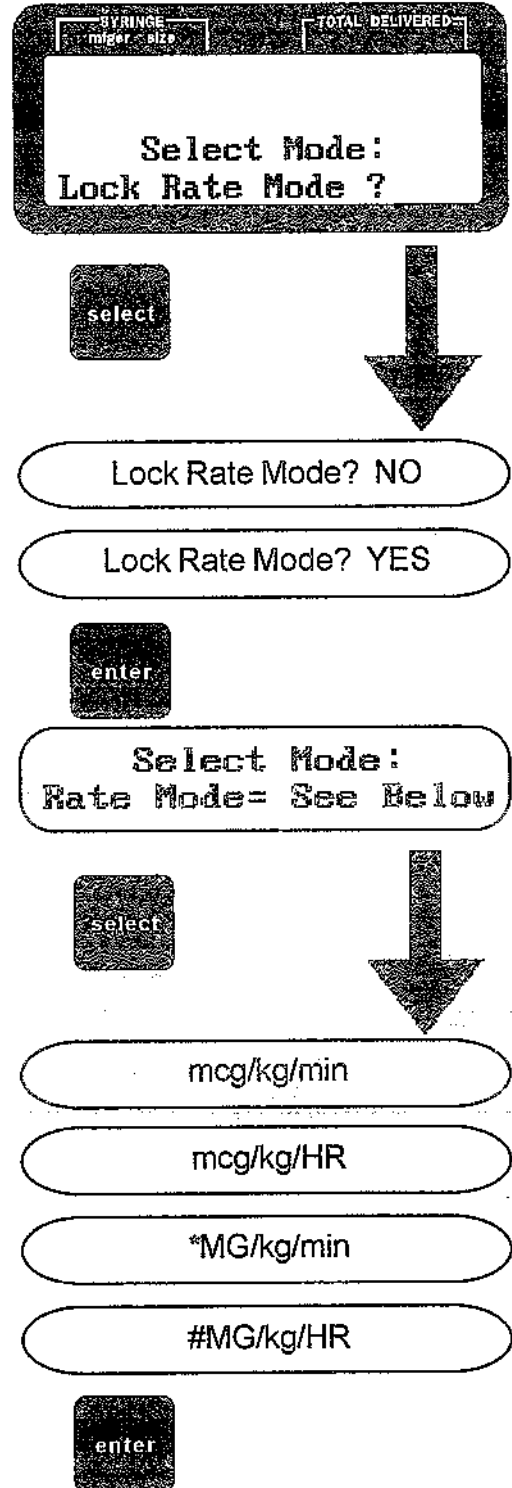 SYRINGE
mfger size
TOTAL DELIVERED
Select Mode:
Lock Rate Mode ?
select
Lock Rate Mode? NO
Lock Rate Mode? YES
enter
Select Mode:
Rate Mode= See Below
select
mcg/kg/min
mcg/kg/HR
*MG/kg/min
#MG/kg/HR
enter